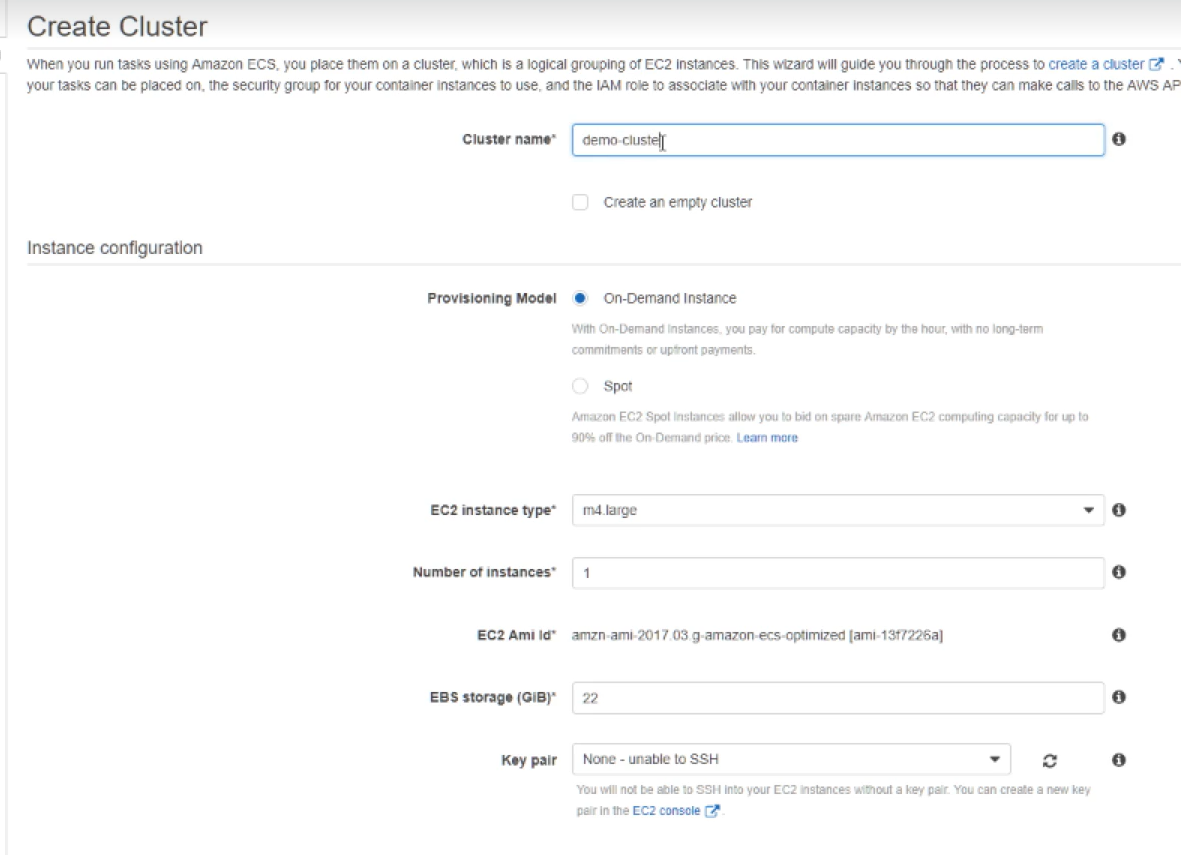 Create Cluster
When you run tasks using Amazon ECS, you place them on a cluster, which is a logical grouping of EC2 instances. This wizard will guide you through the process to create a cluster .
your tasks can be placed on, the security group for your container instances to use, and the IAM role to associate with your container instances so that they can make calls to the AWS AP
Cluster name* demo-cluster
Create an empty cluster
Instance configuration
Provisioning Model On-Demand Instance
With On-Demand Instances, you pay for compute capacity by the hour, with no long-term
commitments or upfront payments.
Spot
Amazon EC2 Spot Instances allow you to bid on spare Amazon EC2 computing capacity for up to
90% off the On-Demand price. Learn more
EC2 instance type* m4.large
Number of instances* 1
EC2 Ami Id* amzn-ami-2017.03.g-amazon-ecs-optimized [ami-13f7226a]
EBS storage (GiB)* 22
Key pair None - unable to SSH
You will not be able to SSH into your EC2 instances without a key pair. You can create a new key
pair in the EC2 console .